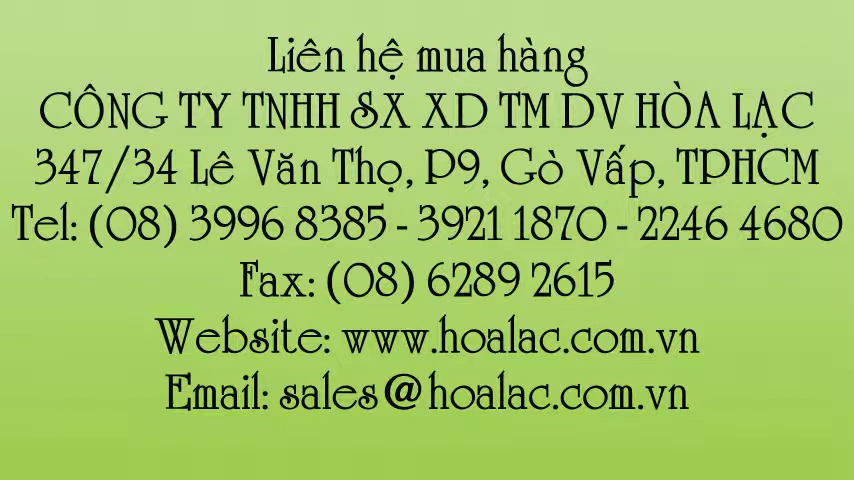 Liên hệ mua hàng
CÔNG TY TNHH SX XD TM DV HÒA LẠC
347/34 Lê Văn Thọ, P9, Gò Vấp, TPHCM
Tel: (08) 3996 8385 - 3921 1870 - 2246 4680
Fax: (08) 6289 2615
Website: www.hoalac.com.vn
Email: sales@hoalac.com.vn